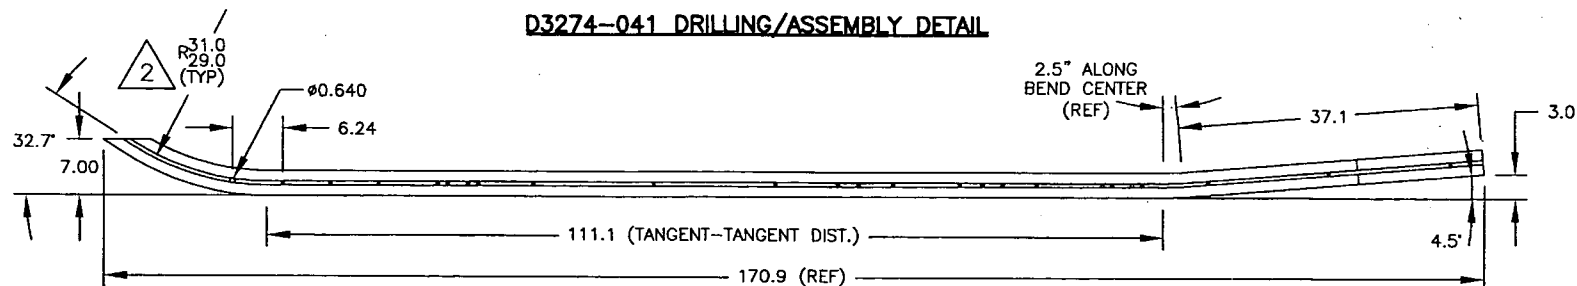 D3274-041 DRILLING/ASSEMBLY DETAIL
2
R31.0
29.0
(TYP)
ø0.640
6.24
2.5" ALONG
BEND CENTER
(REF)
37.1
3.0
32.7°
7.00
111.1 (TANGENT-TANGENT DIST.)
4.5°
170.9 (REF)